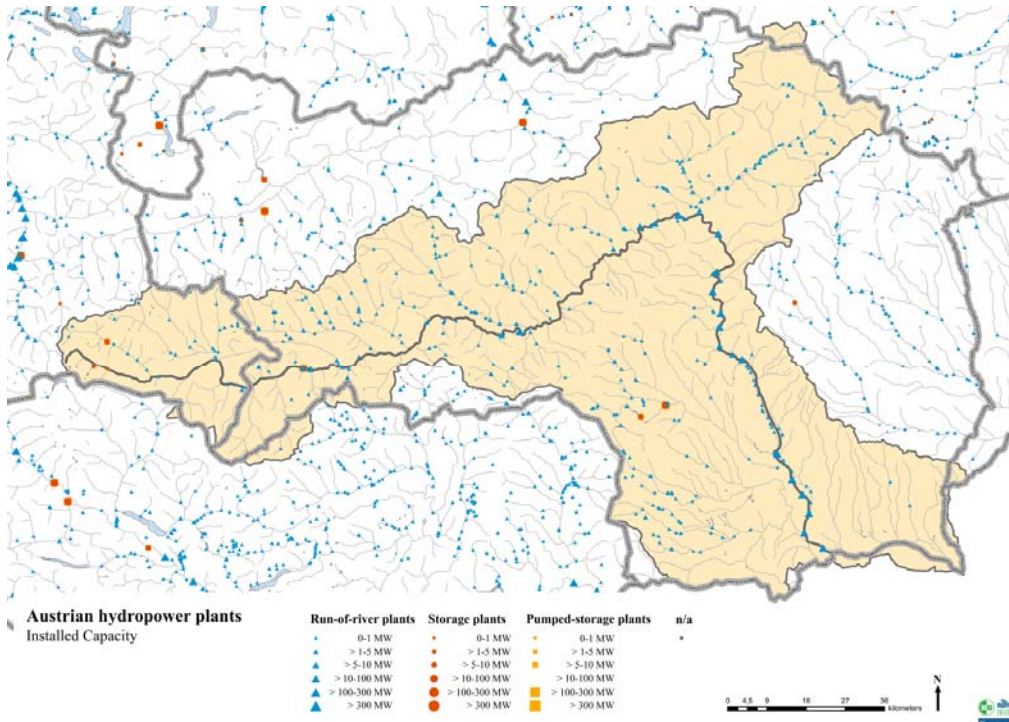 Austrian hydropower plants
Installed Capacity
Run-of-river plants
0-1 MW
> 1-5 MW
> 5-10 MW
> 10-100 MW
> 100-300 MW
> 300 MW
Storage plants
0-1 MW
> 1-5 MW
> 5-10 MW
> 10-100 MW
> 100-300 MW
> 300 MW
Pumped-storage plants
0-1 MW
> 1-5 MW
> 5-10 MW
> 10-100 MW
> 100-300 MW
> 300 MW
n/a
0 4,5 9 18 27 36
kilometers
N